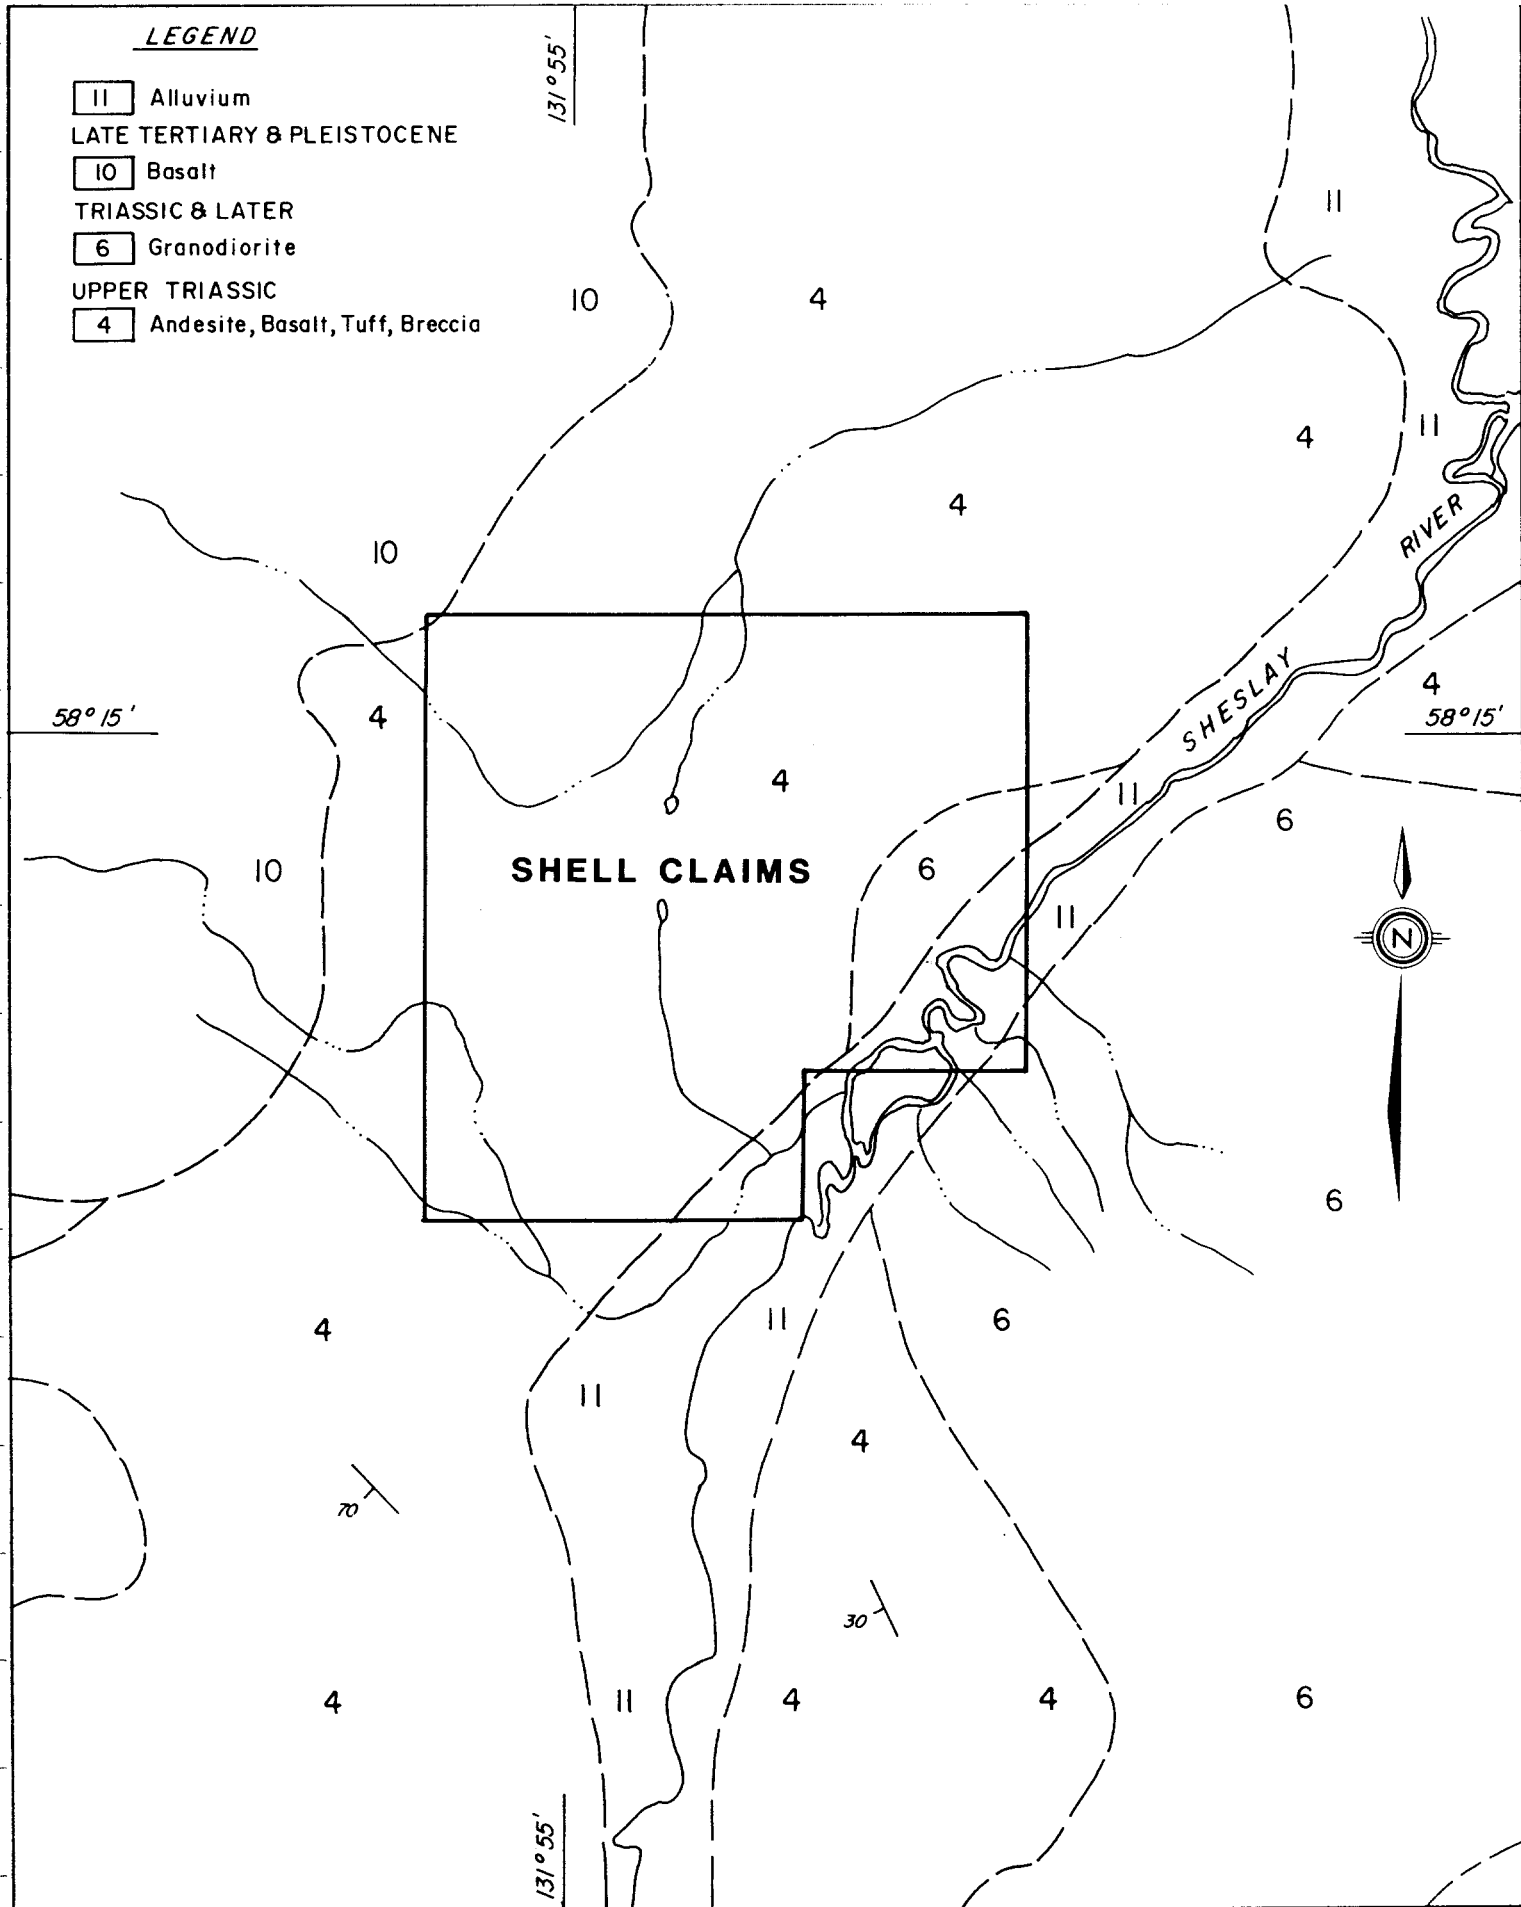 LEGEND
11 Alluvium
LATE TERTIARY & PLEISTOCENE
10 Basalt
TRIASSIC & LATER
6 Granodiorite
UPPER TRIASSIC
4 Andesite, Basalt, Tuff, Breccia
131° 55'
11
10
4
4
11
4
RIVER
10
SHESLAY
4
4
58° 15'
58° 15'
4
11
6
10
SHELL CLAIMS
6
11
N
6
4
11
6
11
4
70
30
4
11
4
4
6
131° 55'